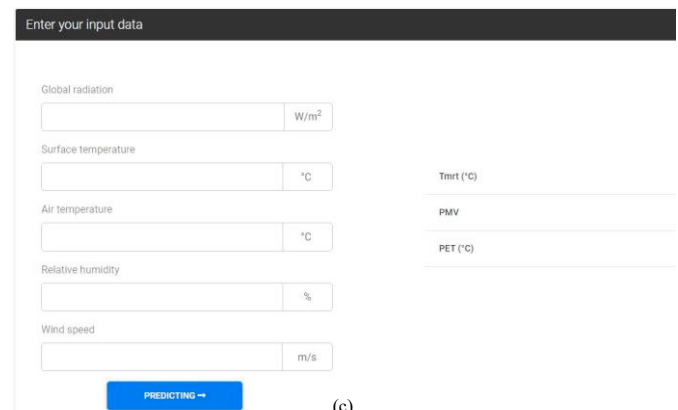 Enter your input data
Global radiation
W/m²
Surface temperature
°C
Air temperature
°C
Relative humidity
%
Wind speed
m/s
PREDICTING →
Tmrt (°C)
PMV
PET (°C)
(c)